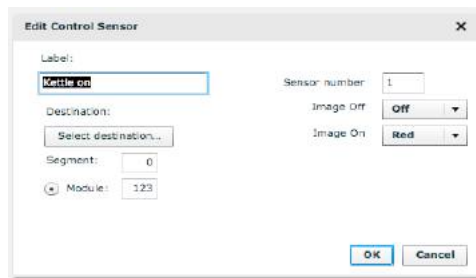 Edit Control Sensor
Label:
Kettle on
Destination:
Select destination...
Segment: 0
Module: 123
Sensor number 1
Image Off Off
Image On Red
OK Cancel